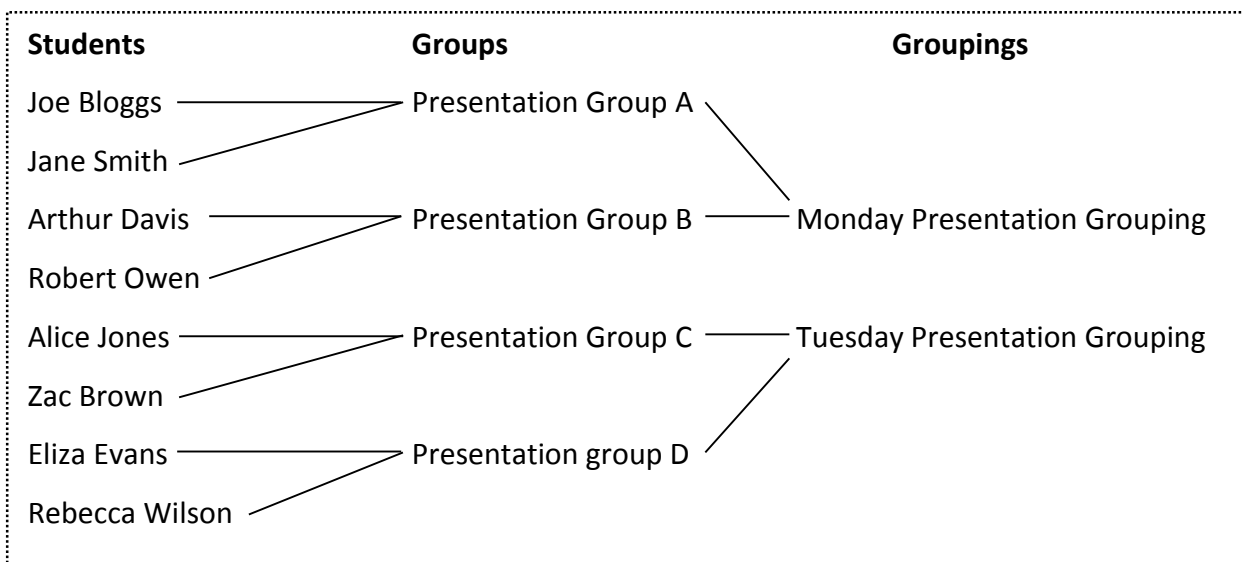 Students Groups Groupings
Joe Bloggs Presentation Group A
Jane Smith
Arthur Davis Presentation Group B Monday Presentation Grouping
Robert Owen
Alice Jones Presentation Group C Tuesday Presentation Grouping
Zac Brown
Eliza Evans Presentation group D
Rebecca Wilson